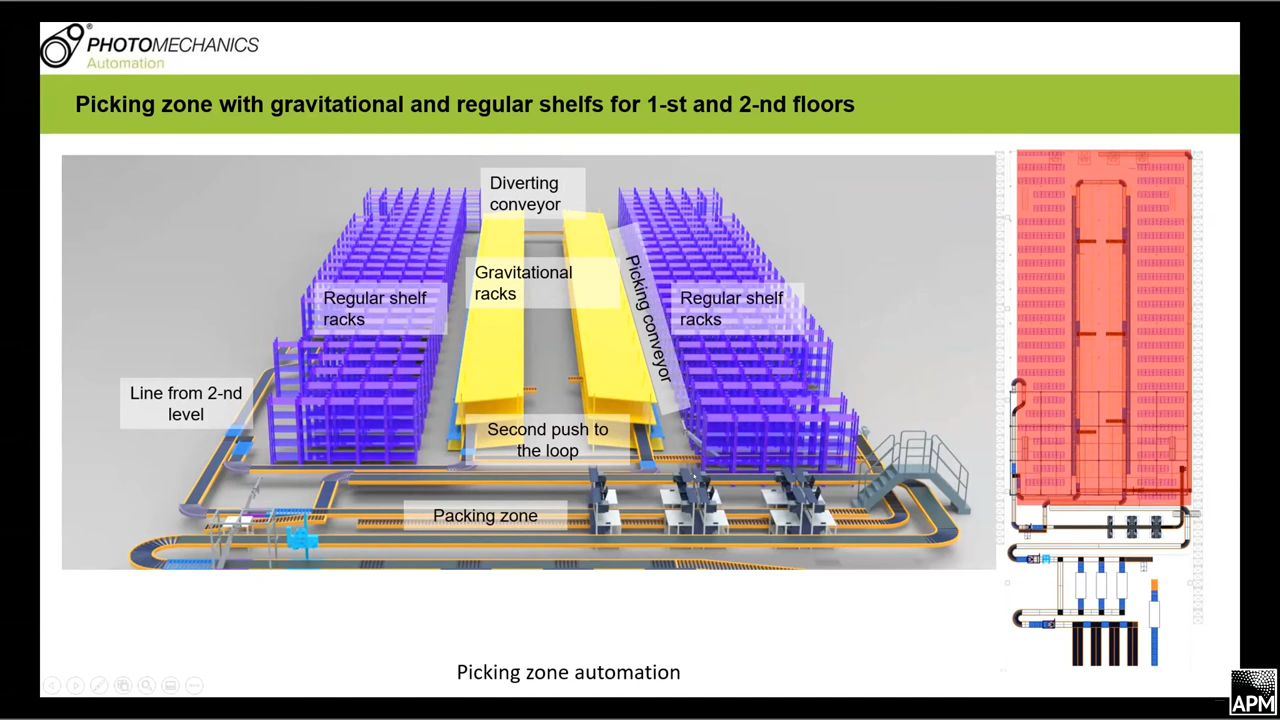 PHOTOMECHANICS
Automation
Picking zone with gravitational and regular shelfs for 1-st and 2-nd floors
Diverting
conveyor
Gravitational
racks
Regular shelf
racks
Picking conveyor
Regular shelf
racks
Line from 2-nd
level
Second push to
the loop
Packing zone
Picking zone automation
APM